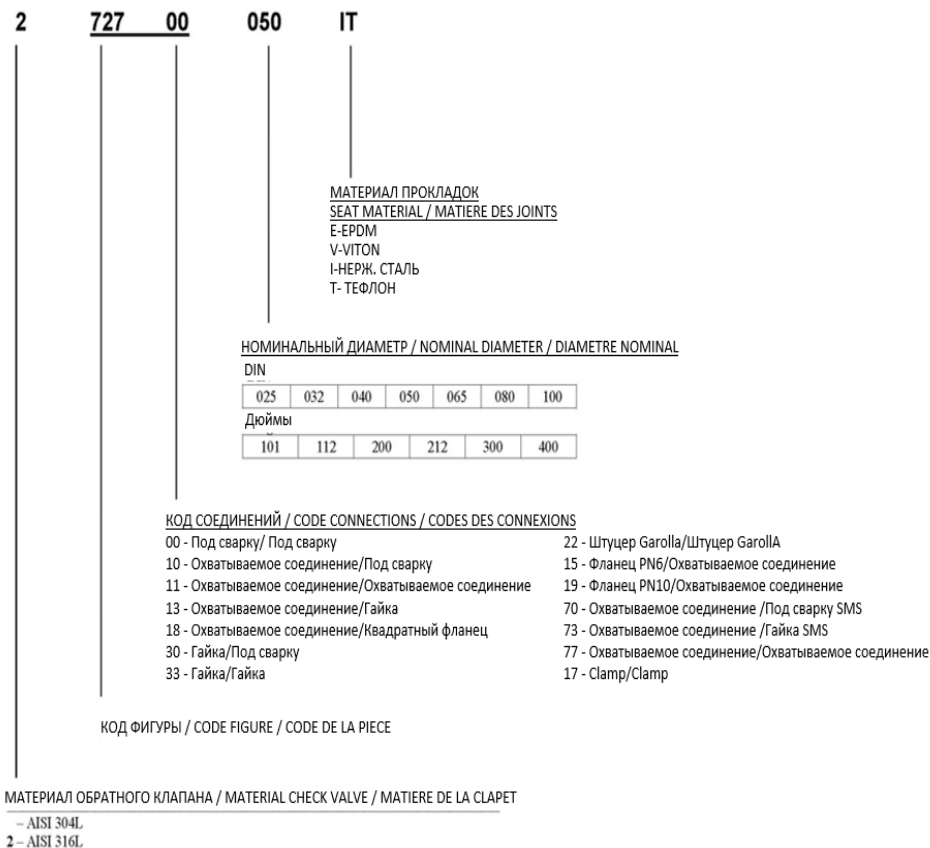 2 727 00 050 IT
МАТЕРИАЛ ПРОКЛАДОК
SEAT MATERIAL / MATIERE DES JOINTS
E-EPDM
V-VITON
I-НЕРЖ. СТАЛЬ
Т- ТЕФЛОН
НОМИНАЛЬНЫЙ ДИАМЕТР / NOMINAL DIAMETER / DIAMETRE NOMINAL
DIN
025 032 040 050 065 080 100
Дюймы
101 112 200 212 300 400
КОД СОЕДИНЕНИЙ / CODE CONNECTIONS / CODES DES CONNEXIONS
00 - Под сварку/ Под сварку
10 - Охватываемое соединение/Под сварку
11 - Охватываемое соединение/Охватываемое соединение
13 - Охватываемое соединение/Гайка
18 - Охватываемое соединение/Квадратный фланец
30 - Гайка/Под сварку
33 - Гайка/Гайка
22 - Штуцер Garolla/Штуцер GarollA
15 - Фланец PN6/Охватываемое соединение
19 - Фланец PN10/Охватываемое соединение
70 - Охватываемое соединение /Под сварку SMS
73 - Охватываемое соединение /Гайка SMS
77 - Охватываемое соединение/Охватываемое соединение
17 - Clamp/Clamp
КОД ФИГУРЫ / CODE FIGURE / CODE DE LA PIECE
МАТЕРИАЛ ОБРАТНОГО КЛАПАНА / MATERIAL CHECK VALVE / MATIERE DE LA CLAPET
– AISI 304L
2 – AISI 316L